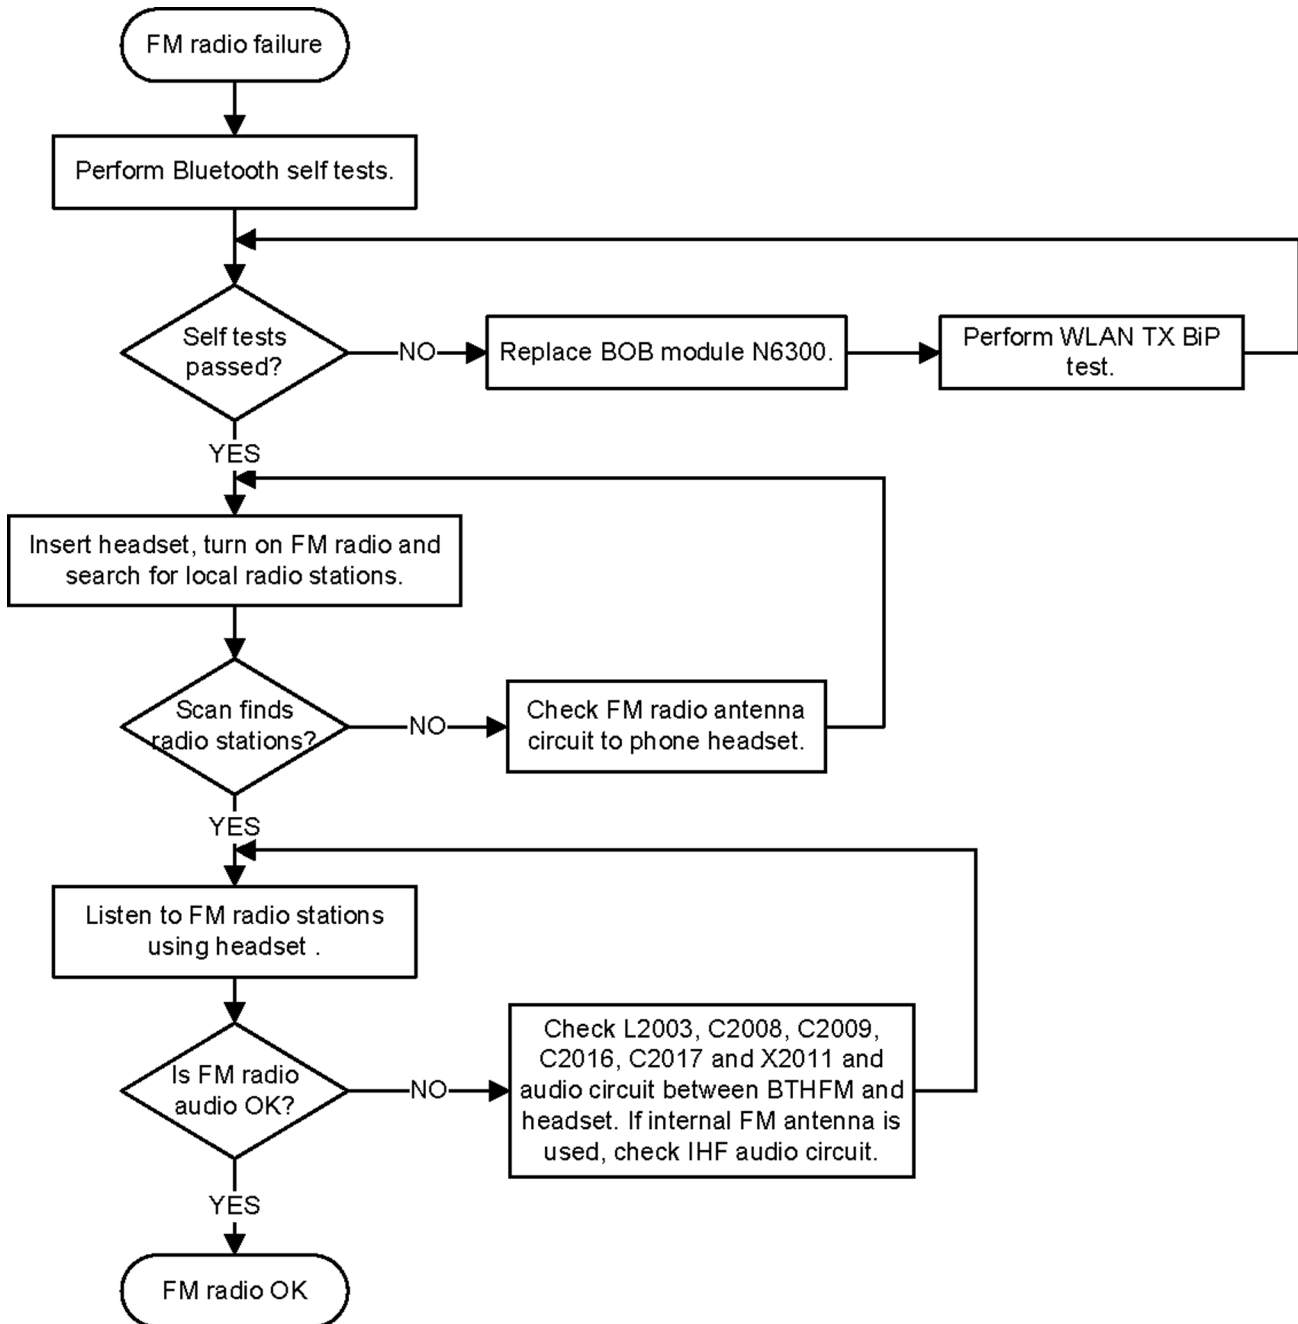 FM radio failure
Perform Bluetooth self tests.
Self tests
passed?
NO
Replace BOB module N6300.
Perform WLAN TX BiP
test.
YES
Insert headset, turn on FM radio and
search for local radio stations.
Scan finds
radio stations?
NO
Check FM radio antenna
circuit to phone headset.
YES
Listen to FM radio stations
using headset .
Is FM radio
audio OK?
NO
Check L2003, C2008, C2009,
C2016, C2017 and X2011 and
audio circuit between BTHFM and
headset. If internal FM antenna is
used, check IHF audio circuit.
YES
FM radio OK